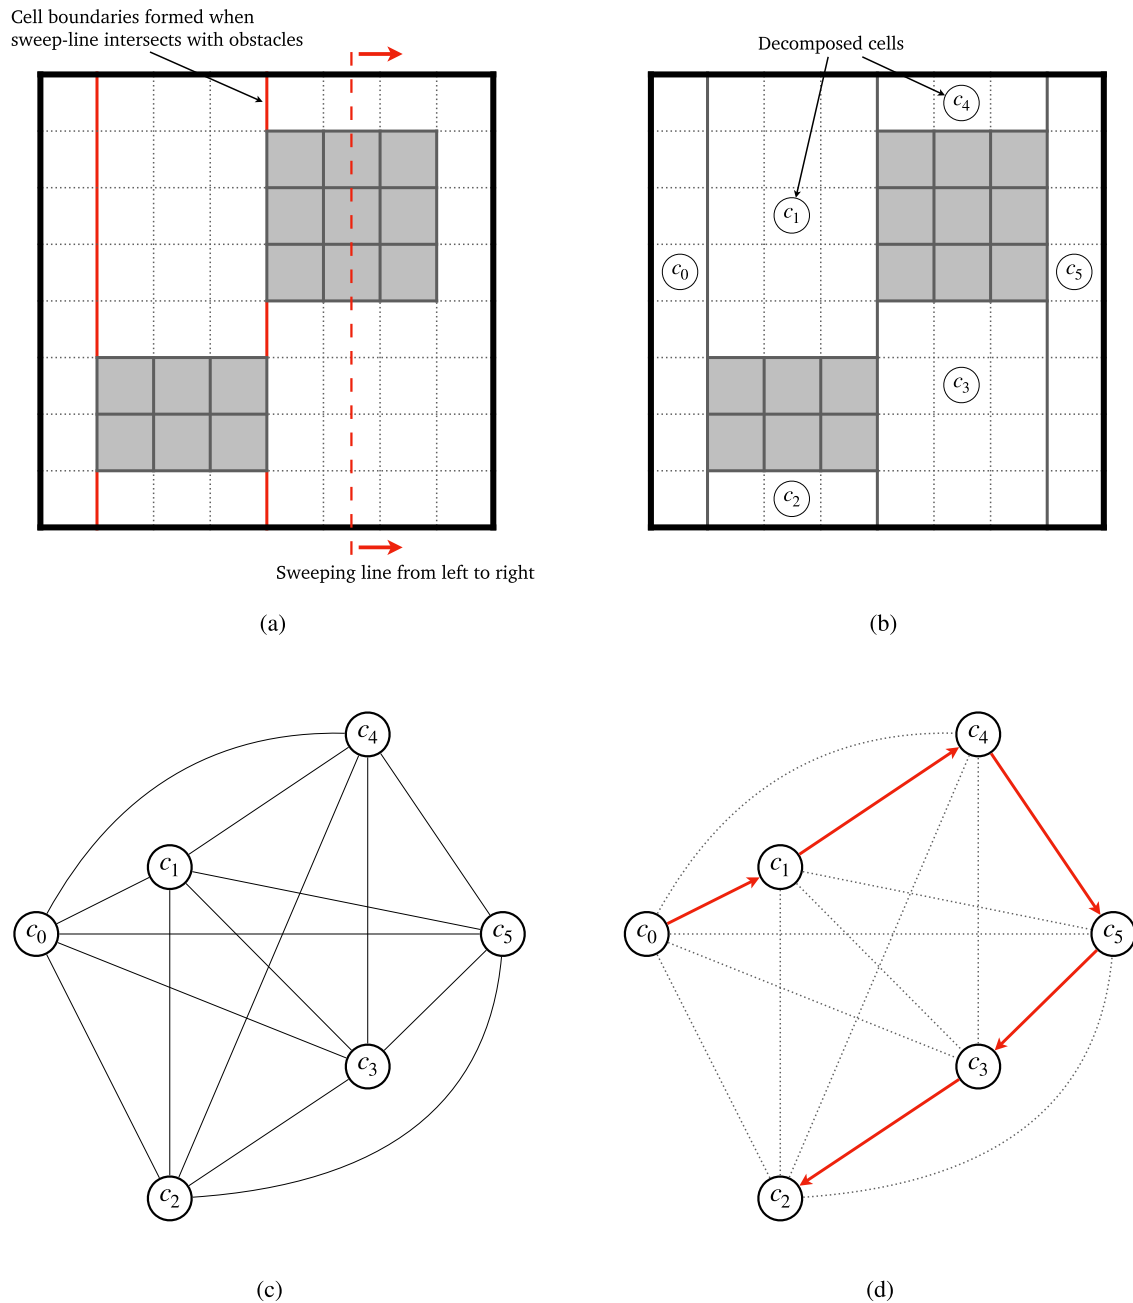 Cell boundaries formed when
sweep-line intersects with obstacles
Sweeping line from left to right
(a)
Decomposed cells
c4
c1
c0
c5
c3
c2
(b)
c4
c1
c0
c5
c3
c2
(c)
c4
c1
c0
c5
c3
c2
(d)